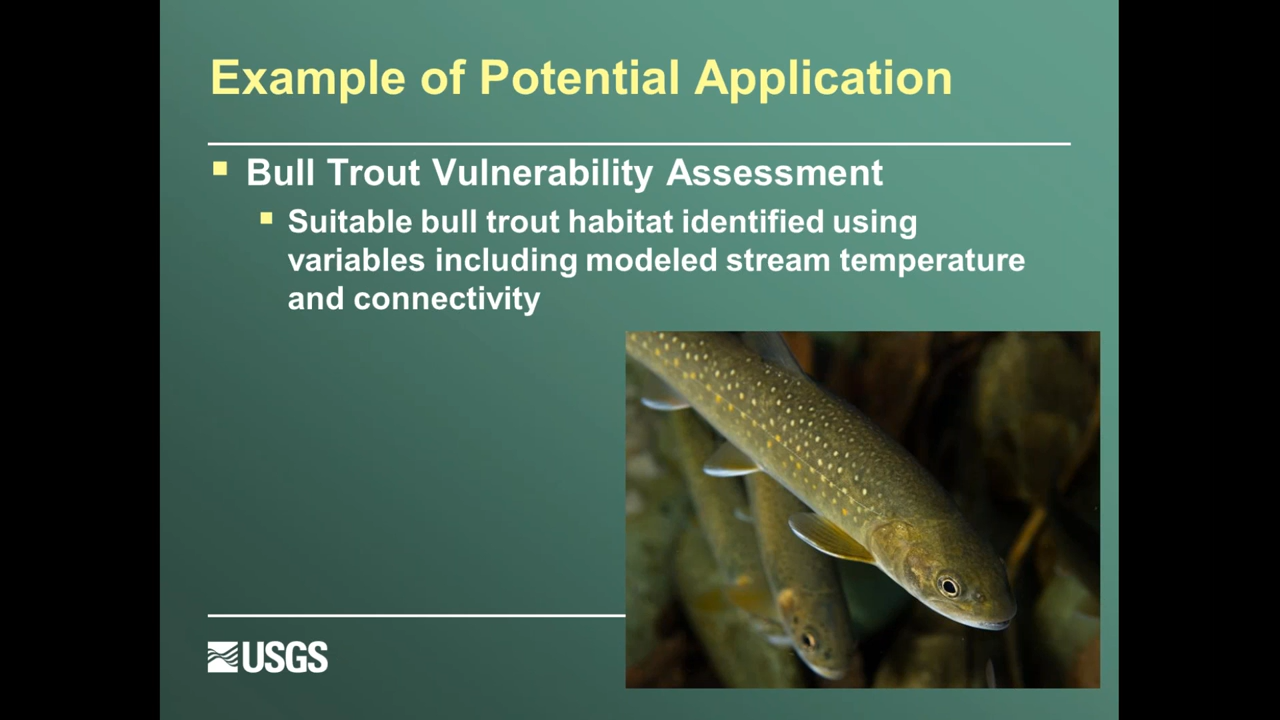 Example of Potential Application
Bull Trout Vulnerability Assessment
Suitable bull trout habitat identified using
variables including modeled stream temperature
and connectivity
USGS